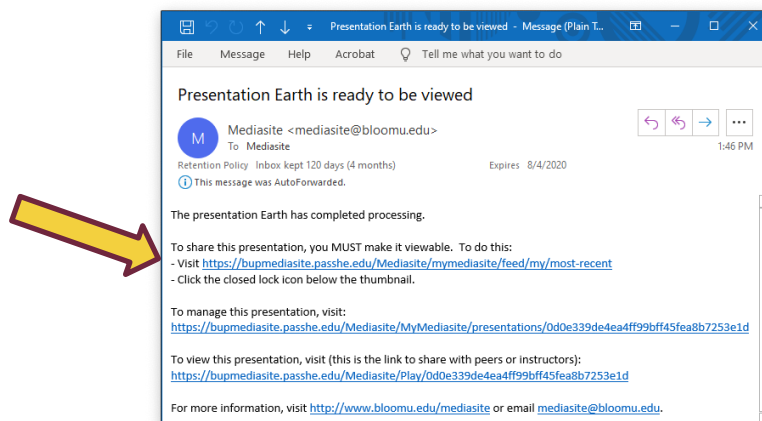 Presentation Earth is ready to be viewed - Message (Plain T...
File Message Help Acrobat Tell me what you want to do
Presentation Earth is ready to be viewed
M
Mediasite <mediasite@bloomu.edu>
To Mediasite
1:46 PM
Retention Policy Inbox kept 120 days (4 months) Expires 8/4/2020
This message was AutoForwarded.
The presentation Earth has completed processing.
To share this presentation, you MUST make it viewable. To do this:
- Visit https://bupmediasite.passhe.edu/Mediasite/mymediasite/feed/my/most-recent
- Click the closed lock icon below the thumbnail.
To manage this presentation, visit:
https://bupmediasite.passhe.edu/Mediasite/MyMediasite/presentations/0d0e339de4ea4ff99bff45fea8b7253e1d
To view this presentation, visit (this is the link to share with peers or instructors):
https://bupmediasite.passhe.edu/Mediasite/Play/0d0e339de4ea4ff99bff45fea8b7253e1d
For more information, visit http://www.bloomu.edu/mediasite or email mediasite@bloomu.edu.